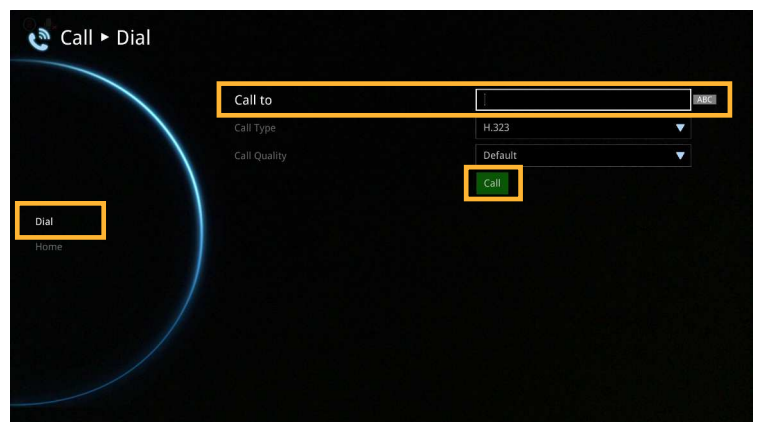 Call ► Dial
Call to
ABC
Call Type
H.323
Call Quality
Default
Call
Dial
Home